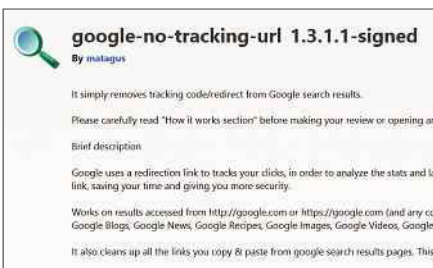 google-no-tracking-url 1.3.1.1-signed
By matagus
It simply removes tracking code/redirect from Google search results.
Please carefully read "How it works section" before making your review or opening a
Brief description
Google uses a redirection link to tracks your clicks, in order to analyze the stats and la
link, saving your time and giving you more security.
Works on results accessed from http://google.com or https://google.com (and any co
Google Blogs, Google News, Google Recipes, Google Images, Google Videos, Google
It also cleans up all the links you copy & paste from google search results pages. This